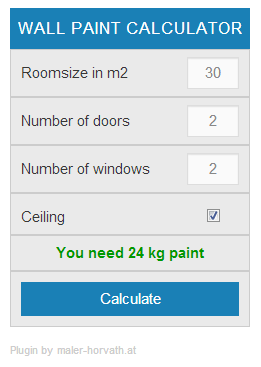 WALL PAINT CALCULATOR
Roomsize in m2 30
Number of doors 2
Number of windows 2
Ceiling
You need 24 kg paint
Calculate
Plugin by maler-horvath.at